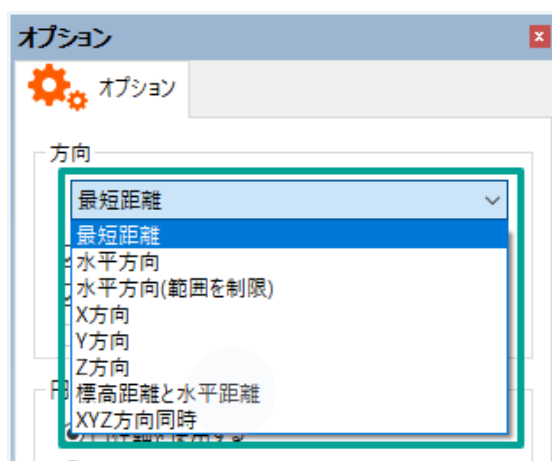 オプション
オプション
方向
最短距離
最短距離
水平方向
水平方向(範囲を制限)
X方向
Y方向
Z方向
標高距離と水平距離
XYZ方向同時